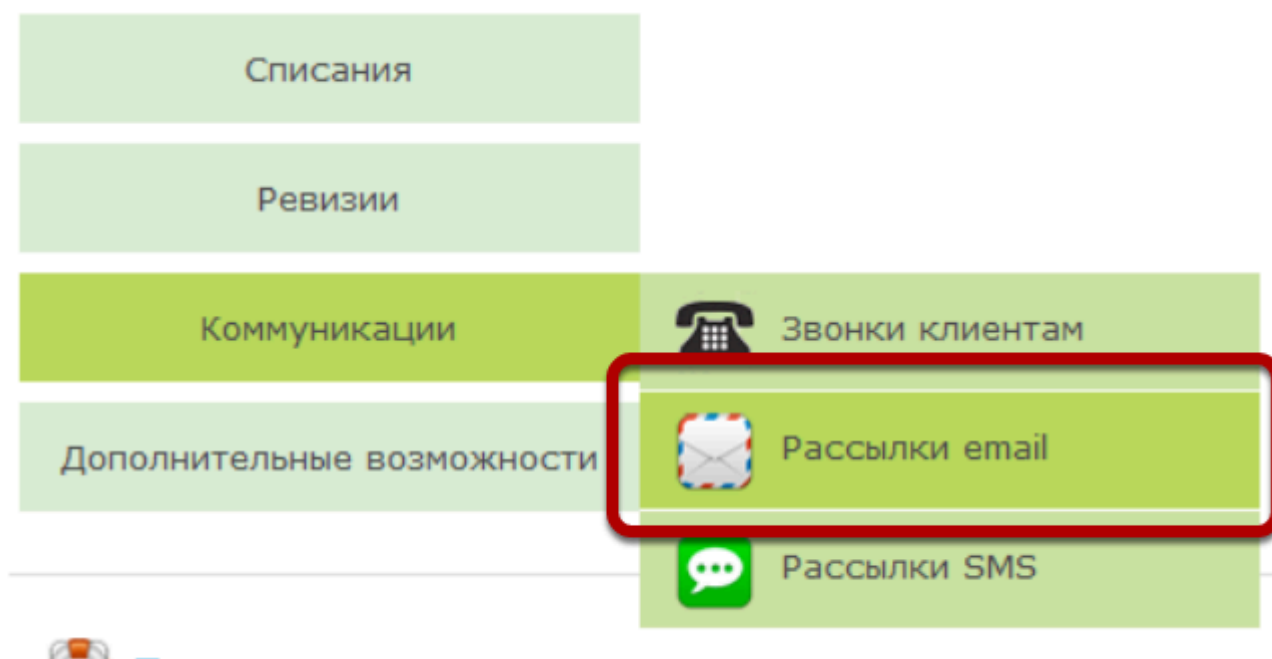 Списания
Ревизии
Коммуникации
Звонки клиентам
Рассылки email
Дополнительные возможности
Рассылки SMS